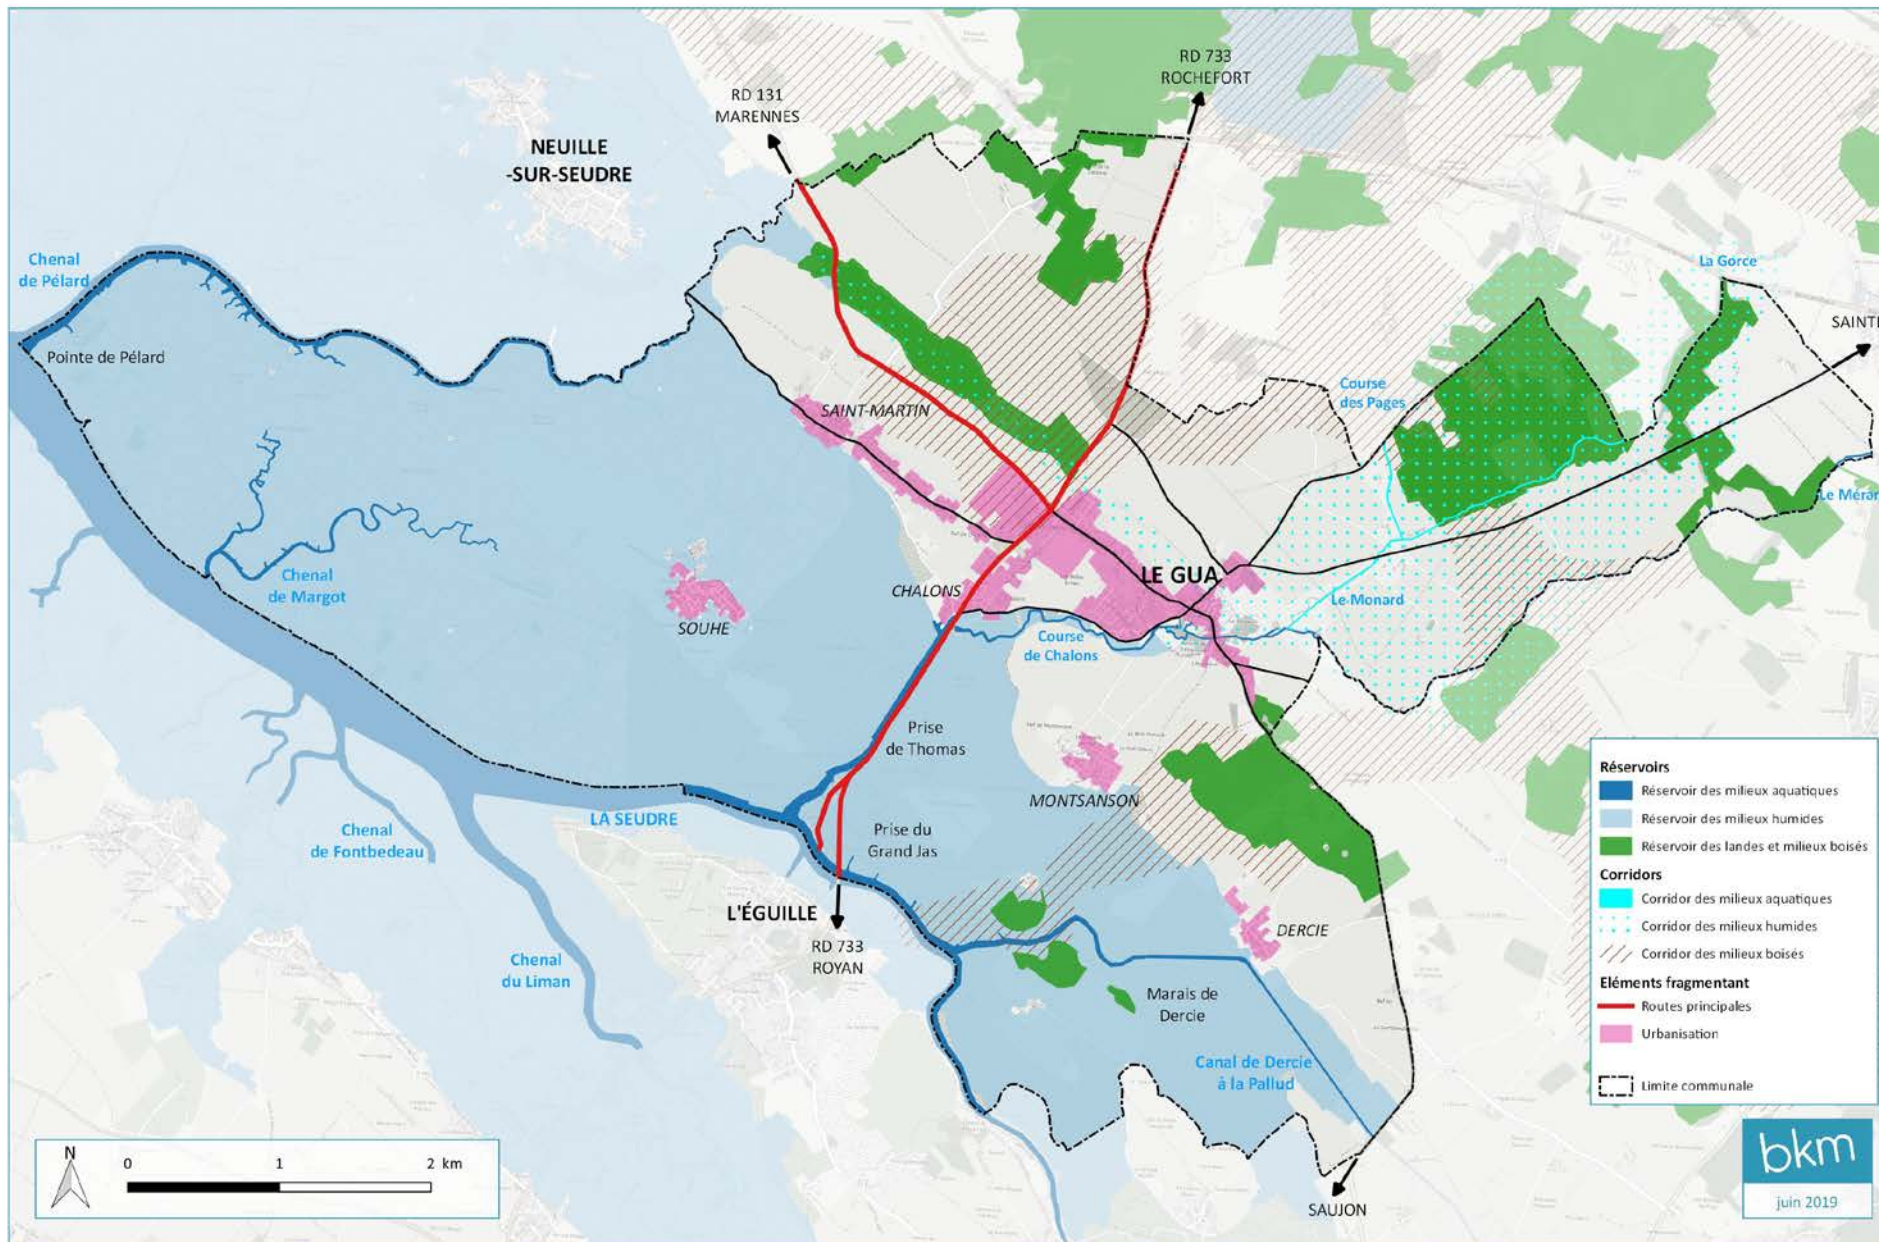 RD 733
ROCHEFORT
RD 131
MARENNES
NEUILLE
-SUR-SEUDRE
Chenal
de Pélard
La Gorce
SAINTE
Pointe de Pélard
Course
des Pages
SAINT-MARTIN
Le Mérar
Chenal
de Margot
CHALONS
LE GUA
Le Monard
SOUHE
Course
de Chalons
Prise
de Thomas
MONTSANSON
LA SEUDRE
Chenal
de Fontbedeau
Prise du
Grand Jas
L'ÉGUILLE
RD 733
ROYAN
DERCIE
Chenal
du Liman
Marais de
Dercie
Canal de Dercie
à la Pallud
SAUJON
Réservoirs
Réservoir des milieux aquatiques
Réservoir des milieux humides
Réservoir des landes et milieux boisés
Corridors
Corridor des milieux aquatiques
Corridor des milieux humides
Corridor des milieux boisés
Eléments fragmentant
Routes principales
Urbanisation
Limite communale
N
0 1 2 km
bkm
juin 2019